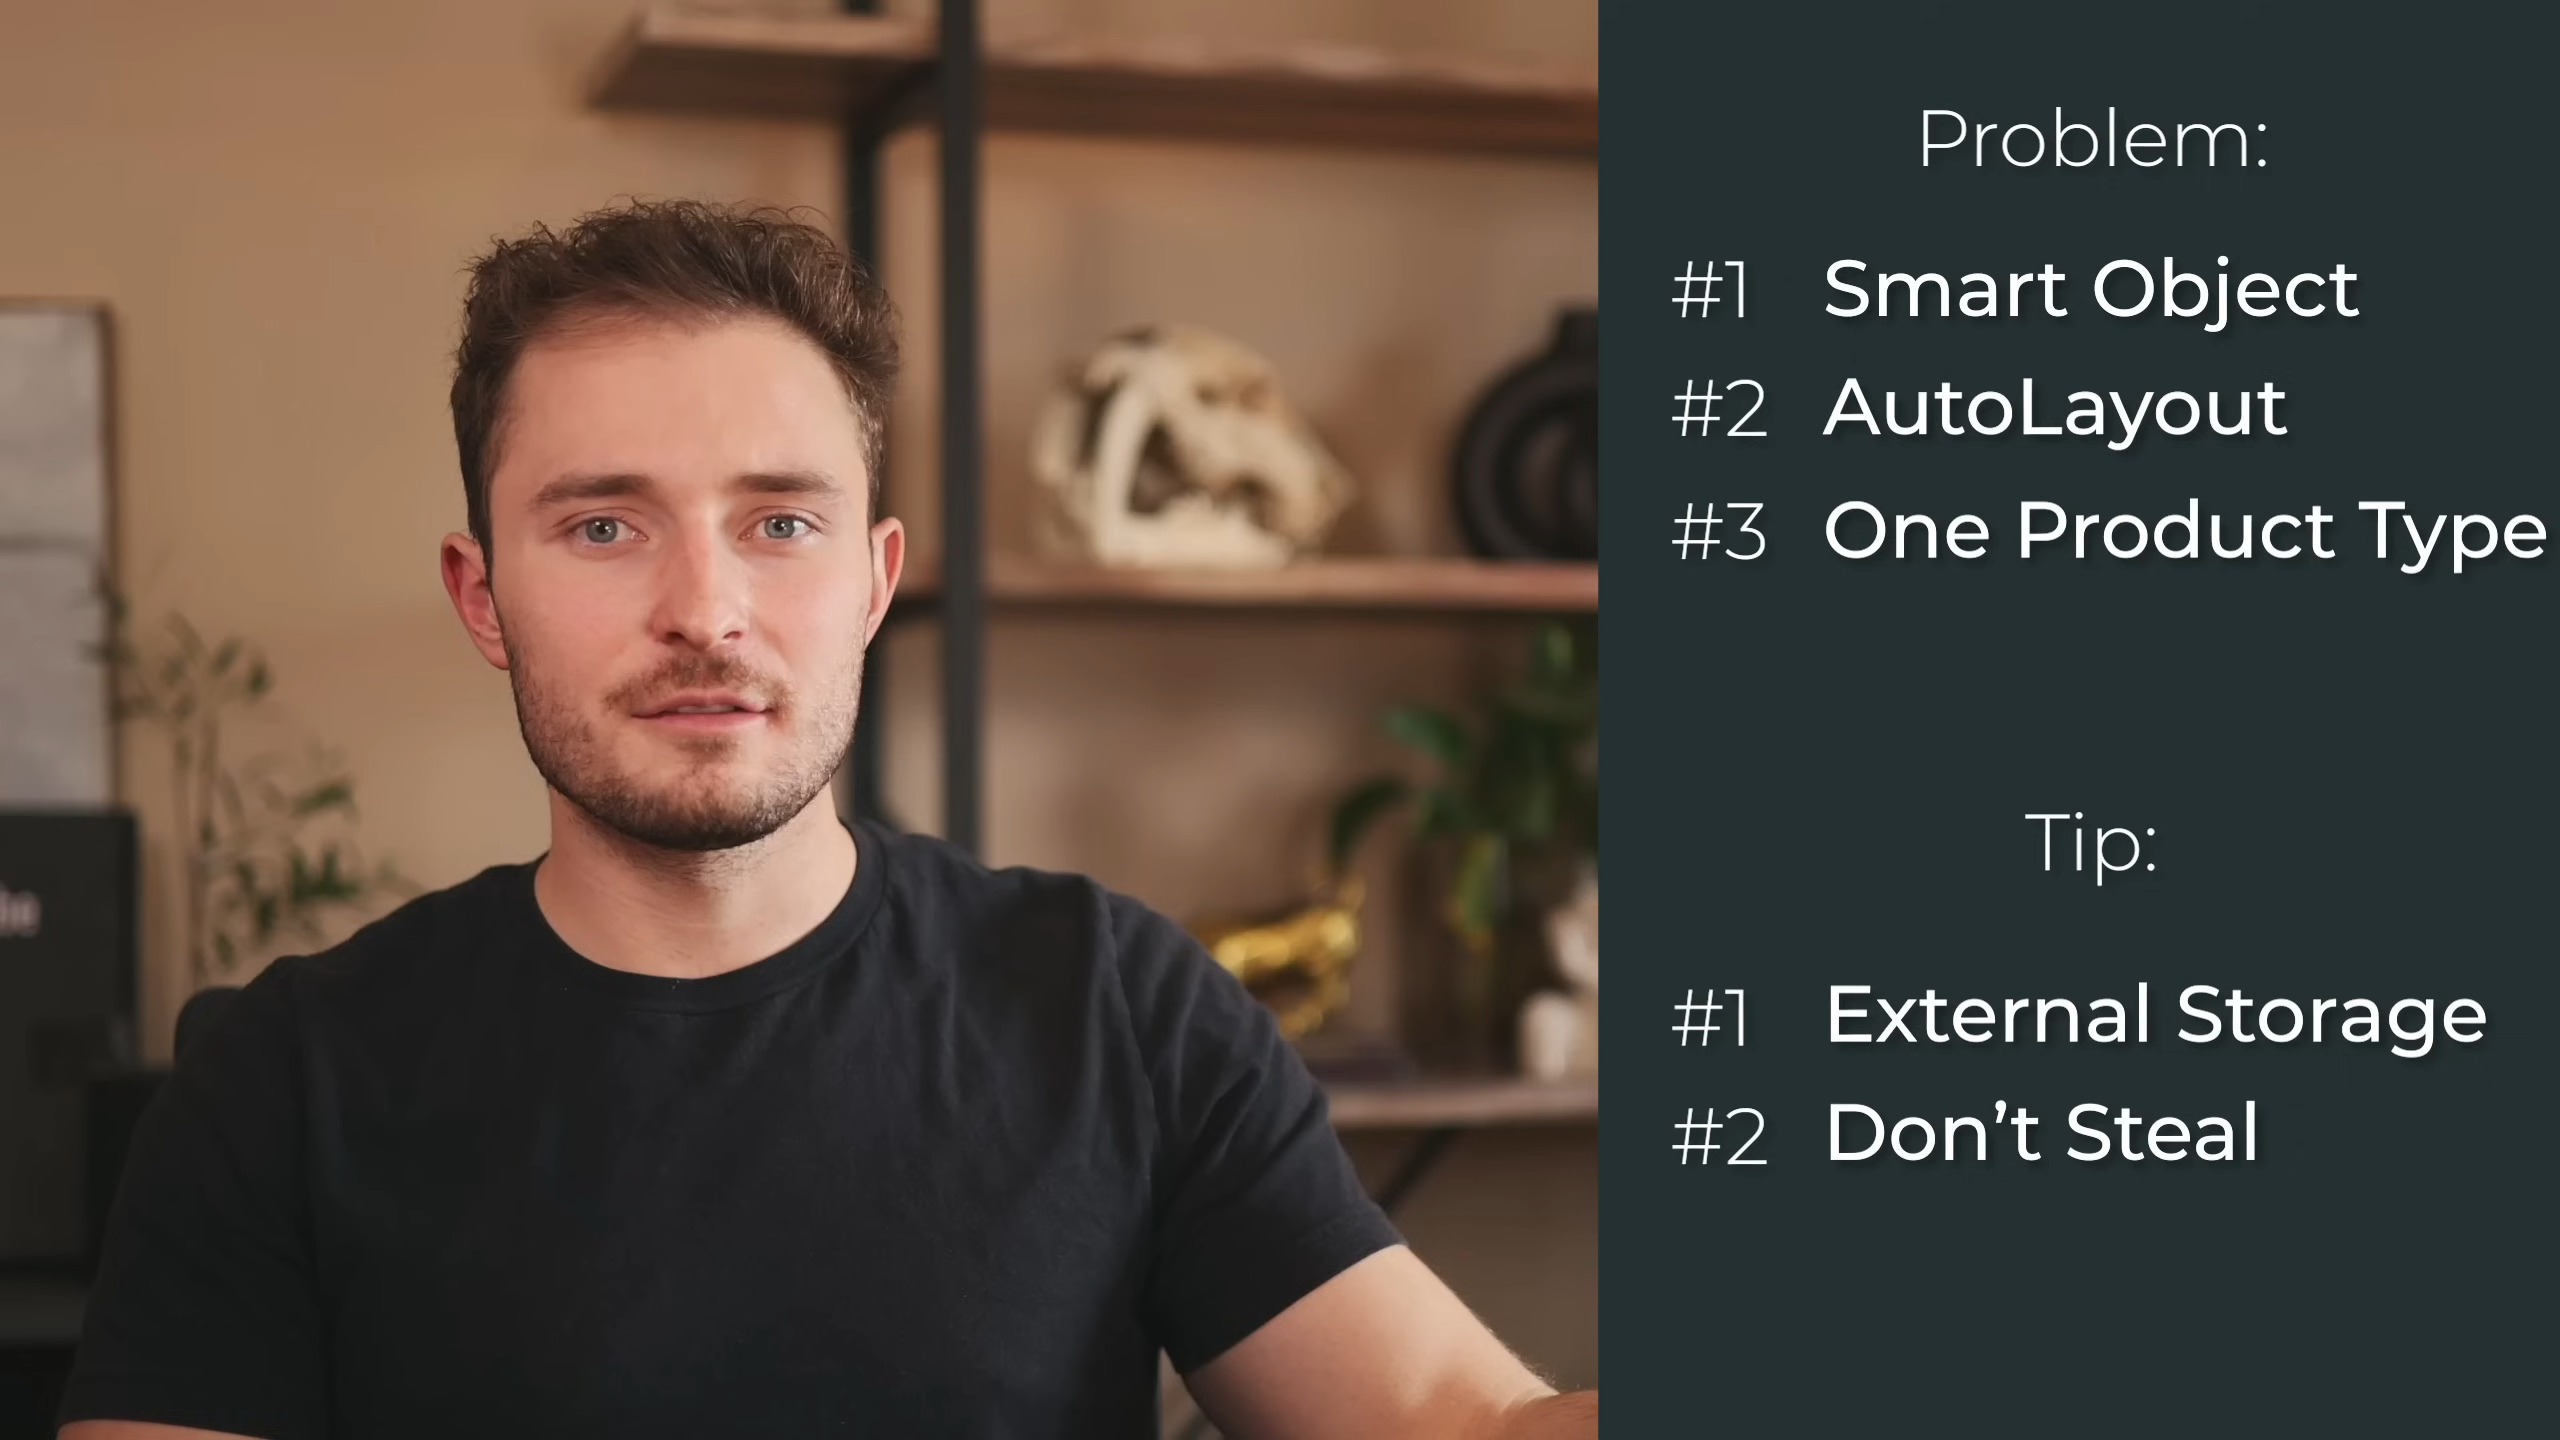 Problem:
#1 Smart Object
#2 AutoLayout
#3 One Product Type
Tip:
#1 External Storage
#2 Don’t Steal